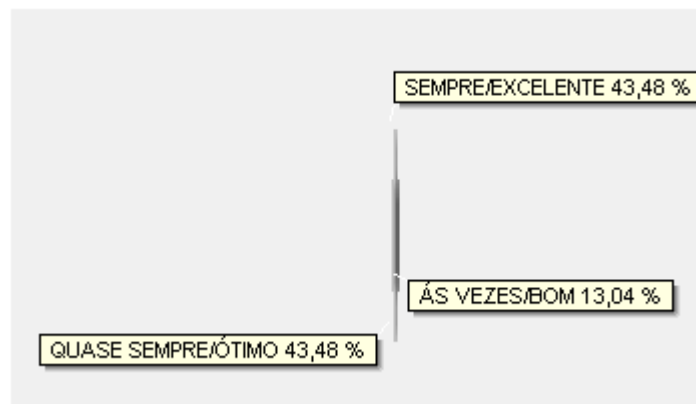 SEMPRE/EXCELENTE 43,48 %
ÁS VEZES/BOM 13,04 %
QUASE SEMPRE/ÓTIMO 43,48 %